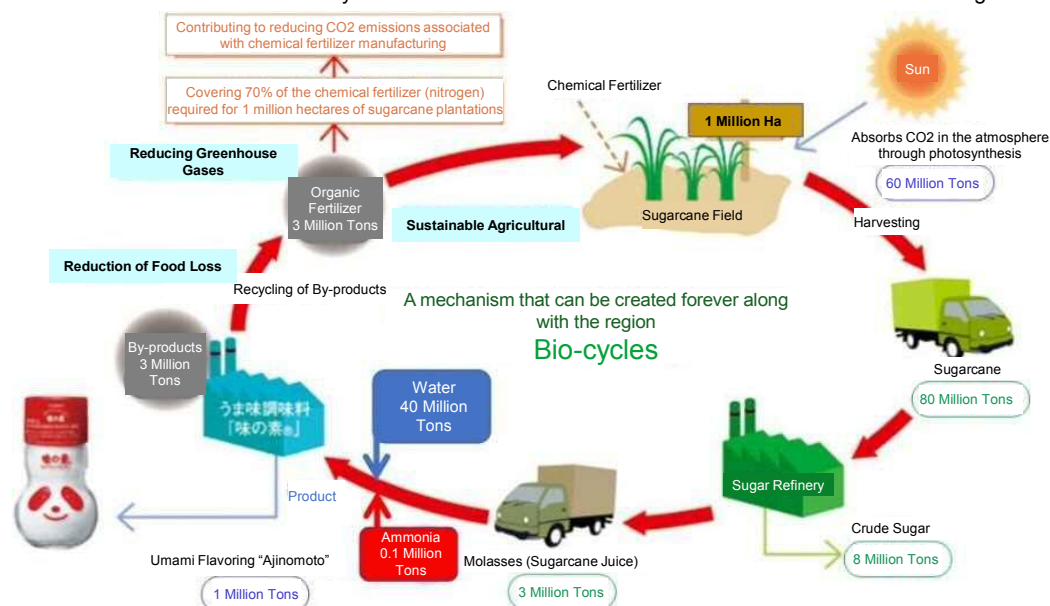 Contributing to reducing CO2 emissions associated
with chemical fertilizer manufacturing
Covering 70% of the chemical fertilizer (nitrogen)
required for 1 million hectares of sugarcane plantations
Chemical Fertilizer
Sun
1 Million Ha
Absorbs CO2 in the atmosphere
through photosynthesis
60 Million Tons
Reducing Greenhouse
Gases
Organic
Fertilizer
3 Million Tons
Sustainable Agricultural
Sugarcane Field
Harvesting
Reduction of Food Loss
Recycling of By-products
A mechanism that can be created forever along
with the region
Bio-cycles
By-products
3 Million
Tons
Sugarcane
80 Million Tons
Water
40 Million
Tons
うま味調味料
「味の素®」
味の素
Sugar Refinery
Product
Ammonia
0.1 Million
Tons
Crude Sugar
8 Million Tons
Umami Flavoring “Ajinomoto”
1 Million Tons
Molasses (Sugarcane Juice)
3 Million Tons